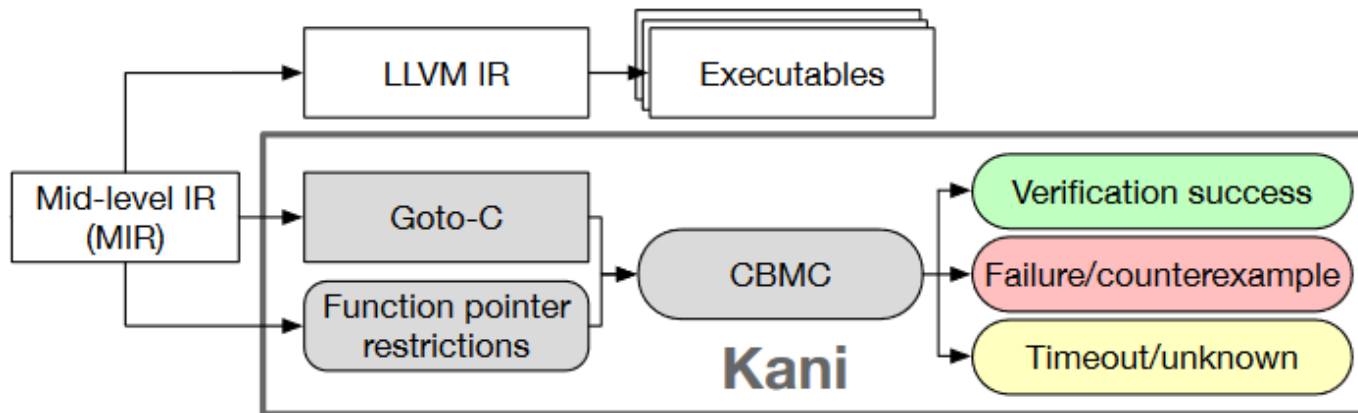 LLVM IR
Executables
Mid-level IR
(MIR)
Goto-C
Function pointer
restrictions
CBMC
Verification success
Failure/counterexample
Timeout/unknown
Kani